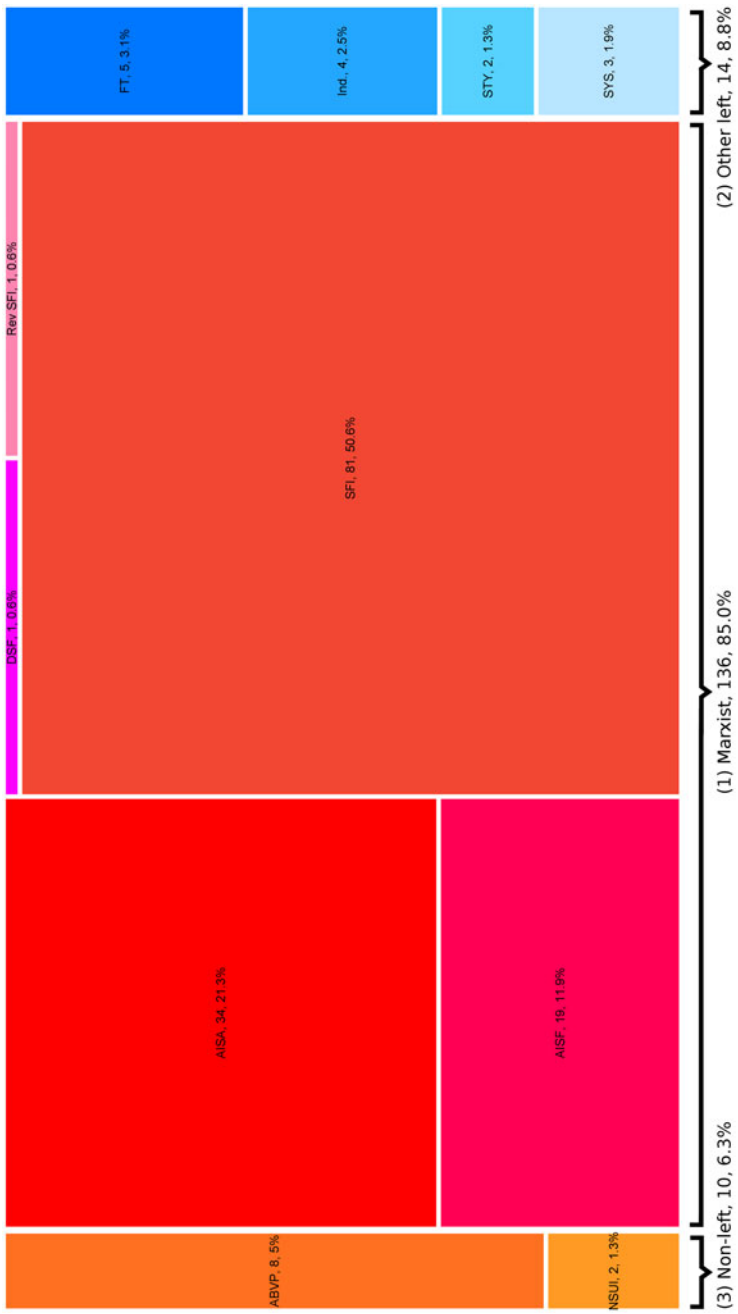 ABVP, 8, 5%
NSUI, 2, 1.3%
AISA, 34, 21.3%
AISF, 19, 11.9%
DSF, 1, 0.6%
Rev SFI, 1, 0.6%
SFI, 81, 50.6%
FT, 5, 3.1%
Ind., 4, 2.5%
STY, 2, 1.3%
SYS, 3, 1.9%
(3) Non-left, 10, 6.3%
(1) Marxist, 136, 85.0%
(2) Other left, 14, 8.8%